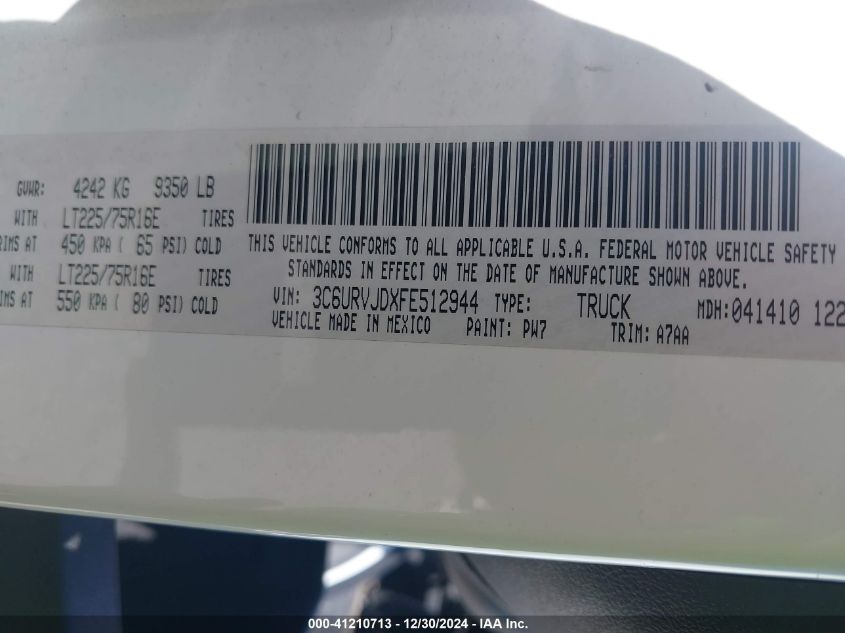 GVWR: 4242 KG 9350 LB
WITH LT225/75R16E TIRES
RIMS AT 450 KPA ( 65 PSI) COLD
WITH LT225/75R16E TIRES
RIMS AT 550 KPA ( 80 PSI) COLD
THIS VEHICLE CONFORMS TO ALL APPLICABLE U.S.A. FEDERAL MOTOR VEHICLE SAFETY
STANDARDS IN EFFECT ON THE DATE OF MANUFACTURE SHOWN ABOVE.
VIN: 3C6URVJDXFE512944 TYPE: TRUCK MDH:041410 122
VEHICLE MADE IN MEXICO PAINT: PW7 TRIM: A7AA
000-41210713 - 12/30/2024 - IAA Inc.